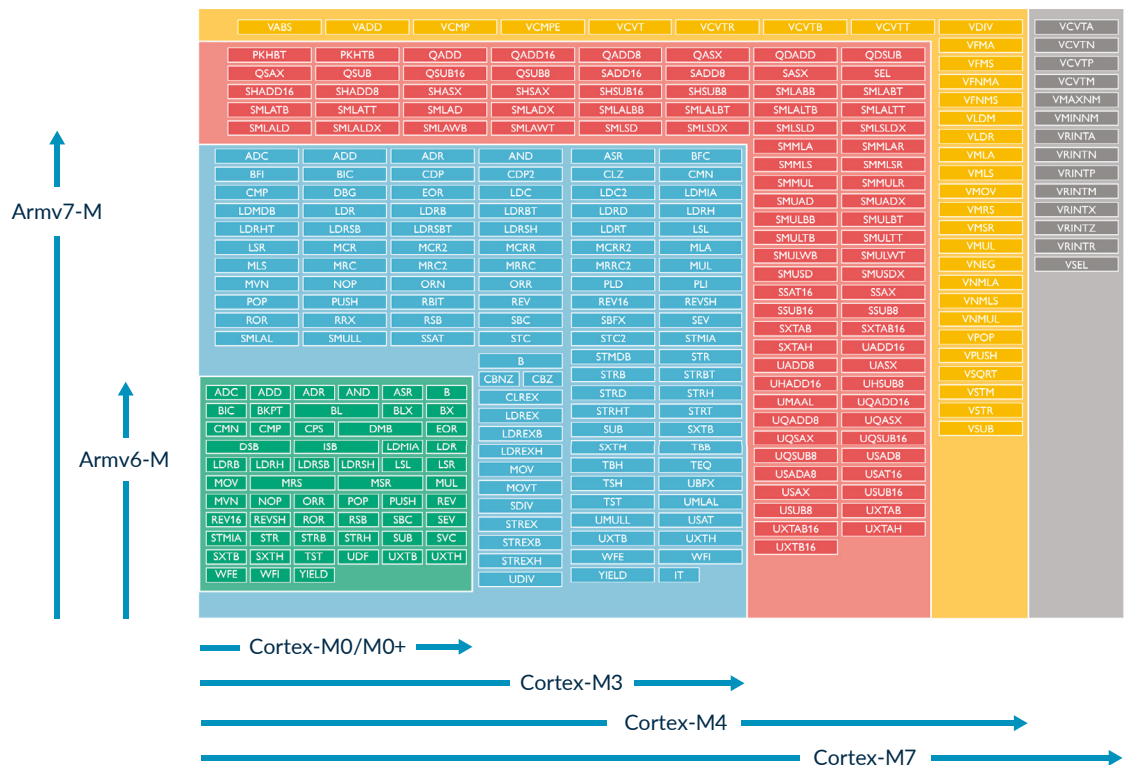 VABS VADD VCMP VCMPE VCVT VCVTR VCVTB VCVTT VDIV VCVTA
VFMA VCVTN
PKHBT PKHTB QADD QADD16 QADD8 QASX QDADD QDSUB
VFMS VCVTP
QSAX QSUB QSUB16 QSUB8 SADD16 SADD8 SASX SEL
VFNMA VCVTM
SHADD16 SHADD8 SHASX SHSAX SHSUB16 SHSUB8 SMLABB SMLABT
VFNMS VMAXNM
SMLATB SMLATT SMLAD SMLADX SMLALBB SMLALBT SMLALTB SMLALTT
VLDM VMINNM
SMLALD SMLALDX SMLAWB SMLAWT SMLSD SMLSDX SMLSLD SMLSLDX
VLDR VRINTA
SMMLA SMMLAR
VMLA VRINTN
ADC ADD ADR AND ASR BFC
SMMLS SMMLSR
VMLS VRINTP
BFI BIC CDP CDP2 CLZ CMN
SMMUL SMMULR
VMOV VRINTM
CMP DBG EOR LDC LDC2 LDMIA
SMUAD SMUADX
VMRS VRINTX
LDMDB LDR LDRB LDRBT LDRD LDRH
SMULBB SMULBT
VMSR VRINTZ
LDRHT LDRSB LDRSBT LDRSH LDRT LSL
SMULTB SMULTT
VMUL VRINTR
LSR MCR MCR2 MCRR MCRR2 MLA
SMULWB SMULWT
VNEG VSEL
MLS MRC MRC2 MRRC MRRC2 MUL
SMUSD SMUSDX
VNMLA
MVN NOP ORN ORR PLD PLI
SSAT16 SSAX
VNMLS
POP PUSH RBIT REV REV16 REVSH
SSUB16 SSUB8
VNMUL
ROR RRX RSB SBC SBFX SEV
SXTAB SXTAB16
VPOP
SMLAL SMULL SSAT STC STC2 STMIA
SXTAH UADD16
VPUSH
B STMDB STR
UADD8 UASX
VSQRT
CBNZ CBZ STRB STRBT
UHADD16 UHSUB8
VSTM
CLREX STRD STRH
UMAAL UQADD16
VSTR
LDREX STRHT STRT
UQADD8 UQASX
VSUB
LDREXB SUB SXTB
UQSAX UQSUB16
LDREXH SXTH TBB
UQSUB8 USAD8
MOV TBH TEQ
USADA8 USAT16
MOVT TSH UBFX
USAX USUB16
SDIV TST UMLAL
USUB8 UXTAB
STREX UMULL USAT
UXTAB16 UXTAH
STREXB UXTB UXTH
UXTB16
STREXH WFE WFI
UDIV YIELD IT
ADC ADD ADR AND ASR B
BIC BKPT BL BLX BX
CMN CMP CPS DMB EOR
DSB ISB LDMIA LDR
LDRB LDRH LDRSB LDRSH LSL LSR
MOV MRS MSR MUL
MVN NOP ORR POP PUSH REV
REV16 REVSH ROR RSB SBC SEV
STMIA STR STRB STRH SUB SVC
SXTB SXTH TST UDF UXTB UXTH
WFE WFI YIELD
Armv7-M
Armv6-M
Cortex-M0/M0+
Cortex-M3
Cortex-M4
Cortex-M7